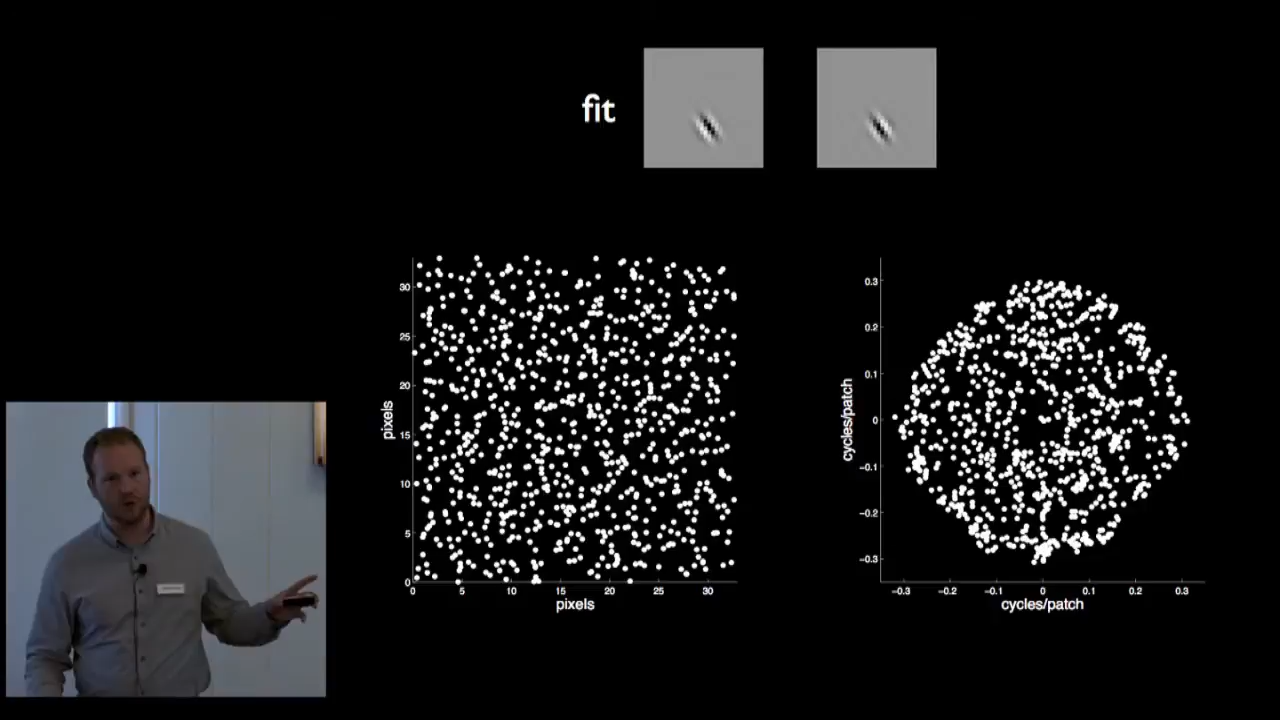 fit
pixels
30
25
20
15
10
5
0
0 5 10 15 20 25 30
pixels
cycles/patch
0.3
0.2
0.1
0
−0.1
−0.2
−0.3
−0.3 −0.2 −0.1 0 0.1 0.2 0.3
cycles/patch